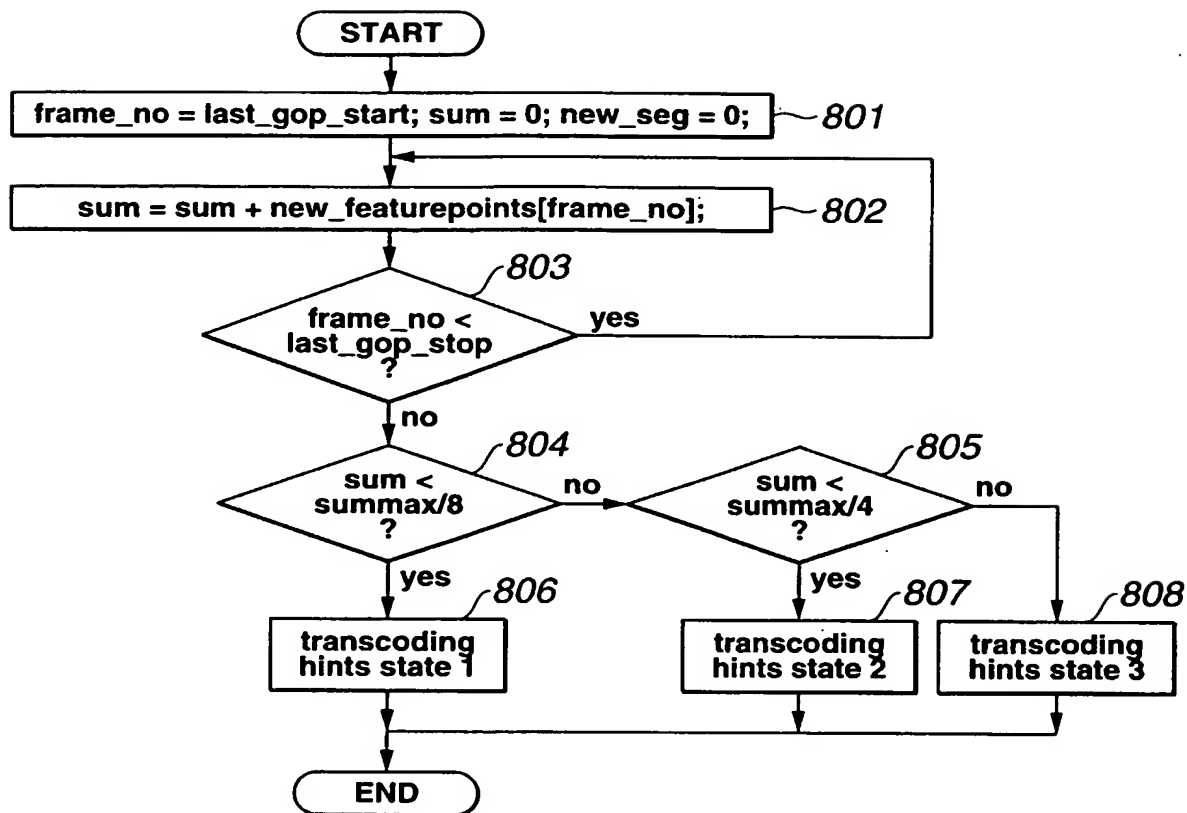 START
frame_no = last_gop_start; sum = 0; new_seg = 0;
801
sum = sum + new_featurepoints[frame_no];
802
803
frame_no <
last_gop_stop
?
yes
no
804
sum <
summax/8
?
no
805
sum <
summax/4
?
no
yes
806
transcoding
hints state 1
yes
807
transcoding
hints state 2
808
transcoding
hints state 3
END